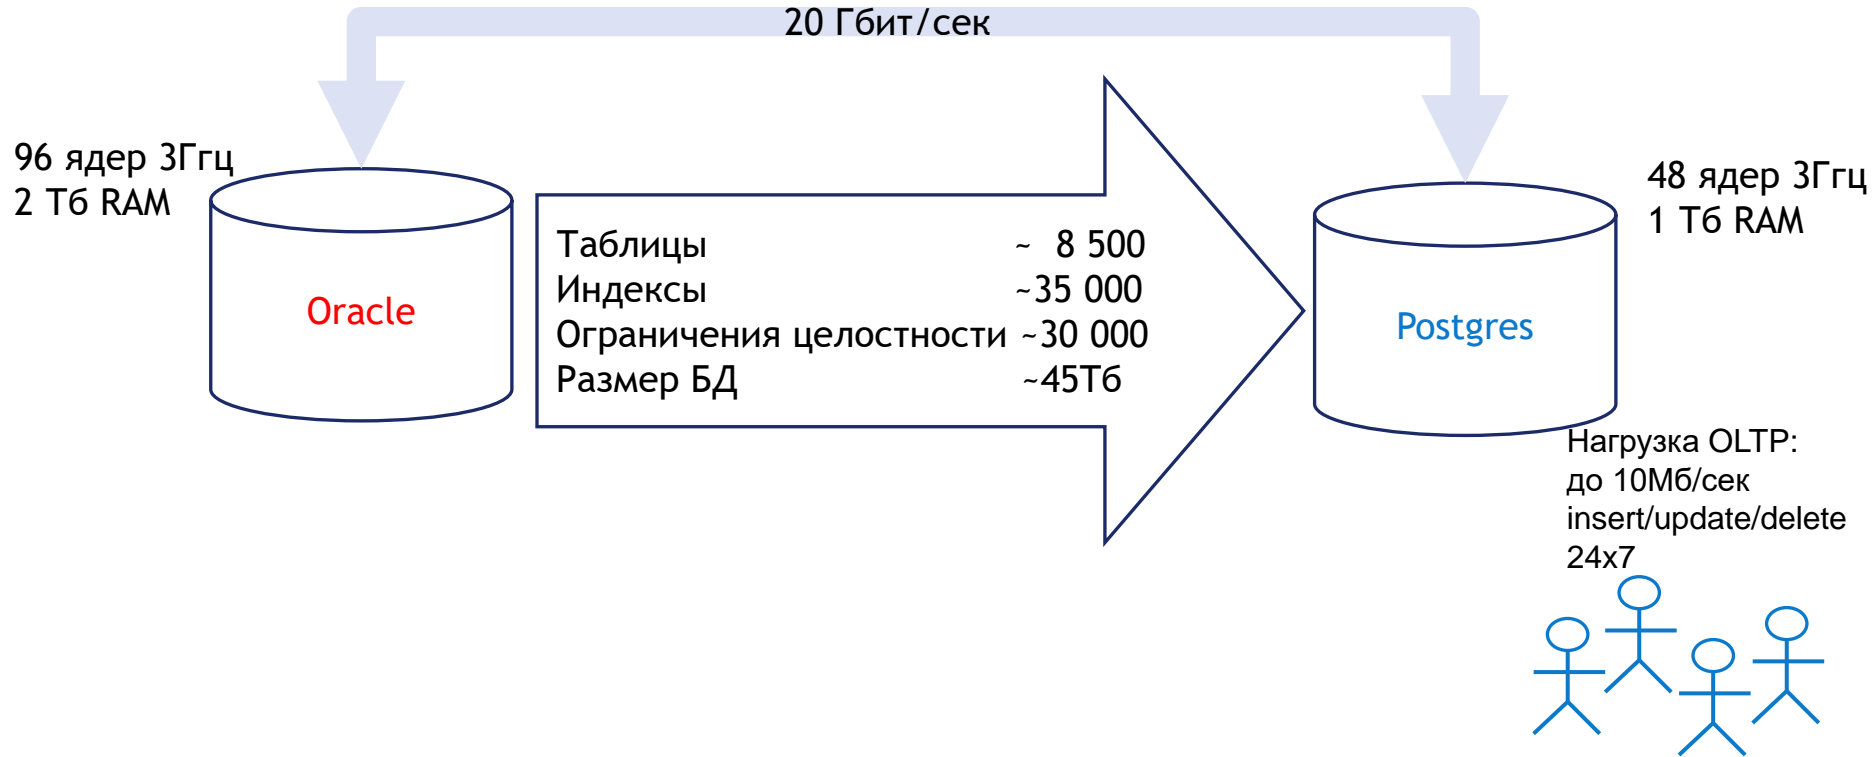 20 Гбит/сек
96 ядер 3Ггц
2 Тб RAM
Oracle
Таблицы ~ 8 500
Индексы ~35 000
Ограничения целостности ~30 000
Размер БД ~45Тб
48 ядер 3Ггц
1 Тб RAM
Postgres
Нагрузка OLTP:
до 10Мб/сек
insert/update/delete
24x7